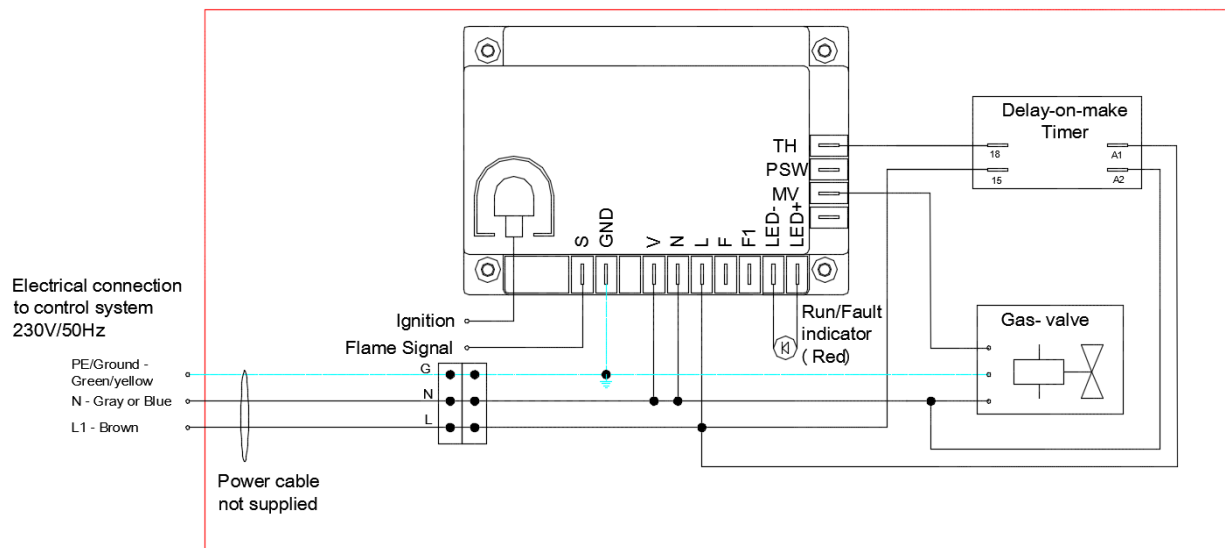 Delay-on-make
Timer
TH
18
A1
PSW
15
A2
MV
S
GND
V
N
L
F
F1
LED-
LED+
Electrical connection
to control system
230V/50Hz
Ignition
Run/Fault
indicator
( Red)
Gas- valve
Flame Signal
PE/Ground -
Green/yellow
G
N - Gray or Blue
N
L1 - Brown
L
Power cable
not supplied